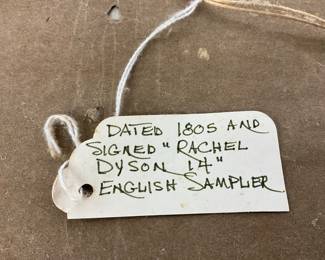 DATED 1805 AND
SIGNED "RACHEL
DYSON 14"
ENGLISH SAMPLER